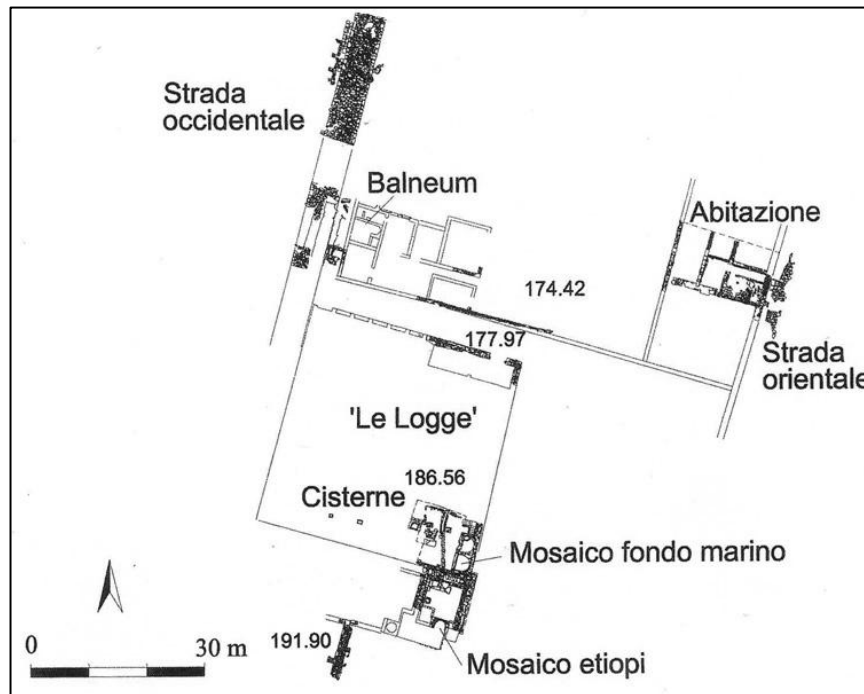 Strada
occidentale
Balneum
Abitazione
174.42
177.97
Strada
orientale
'Le Logge'
186.56
Cisterne
Mosaico fondo marino
0 30 m
191.90
Mosaico etiopi